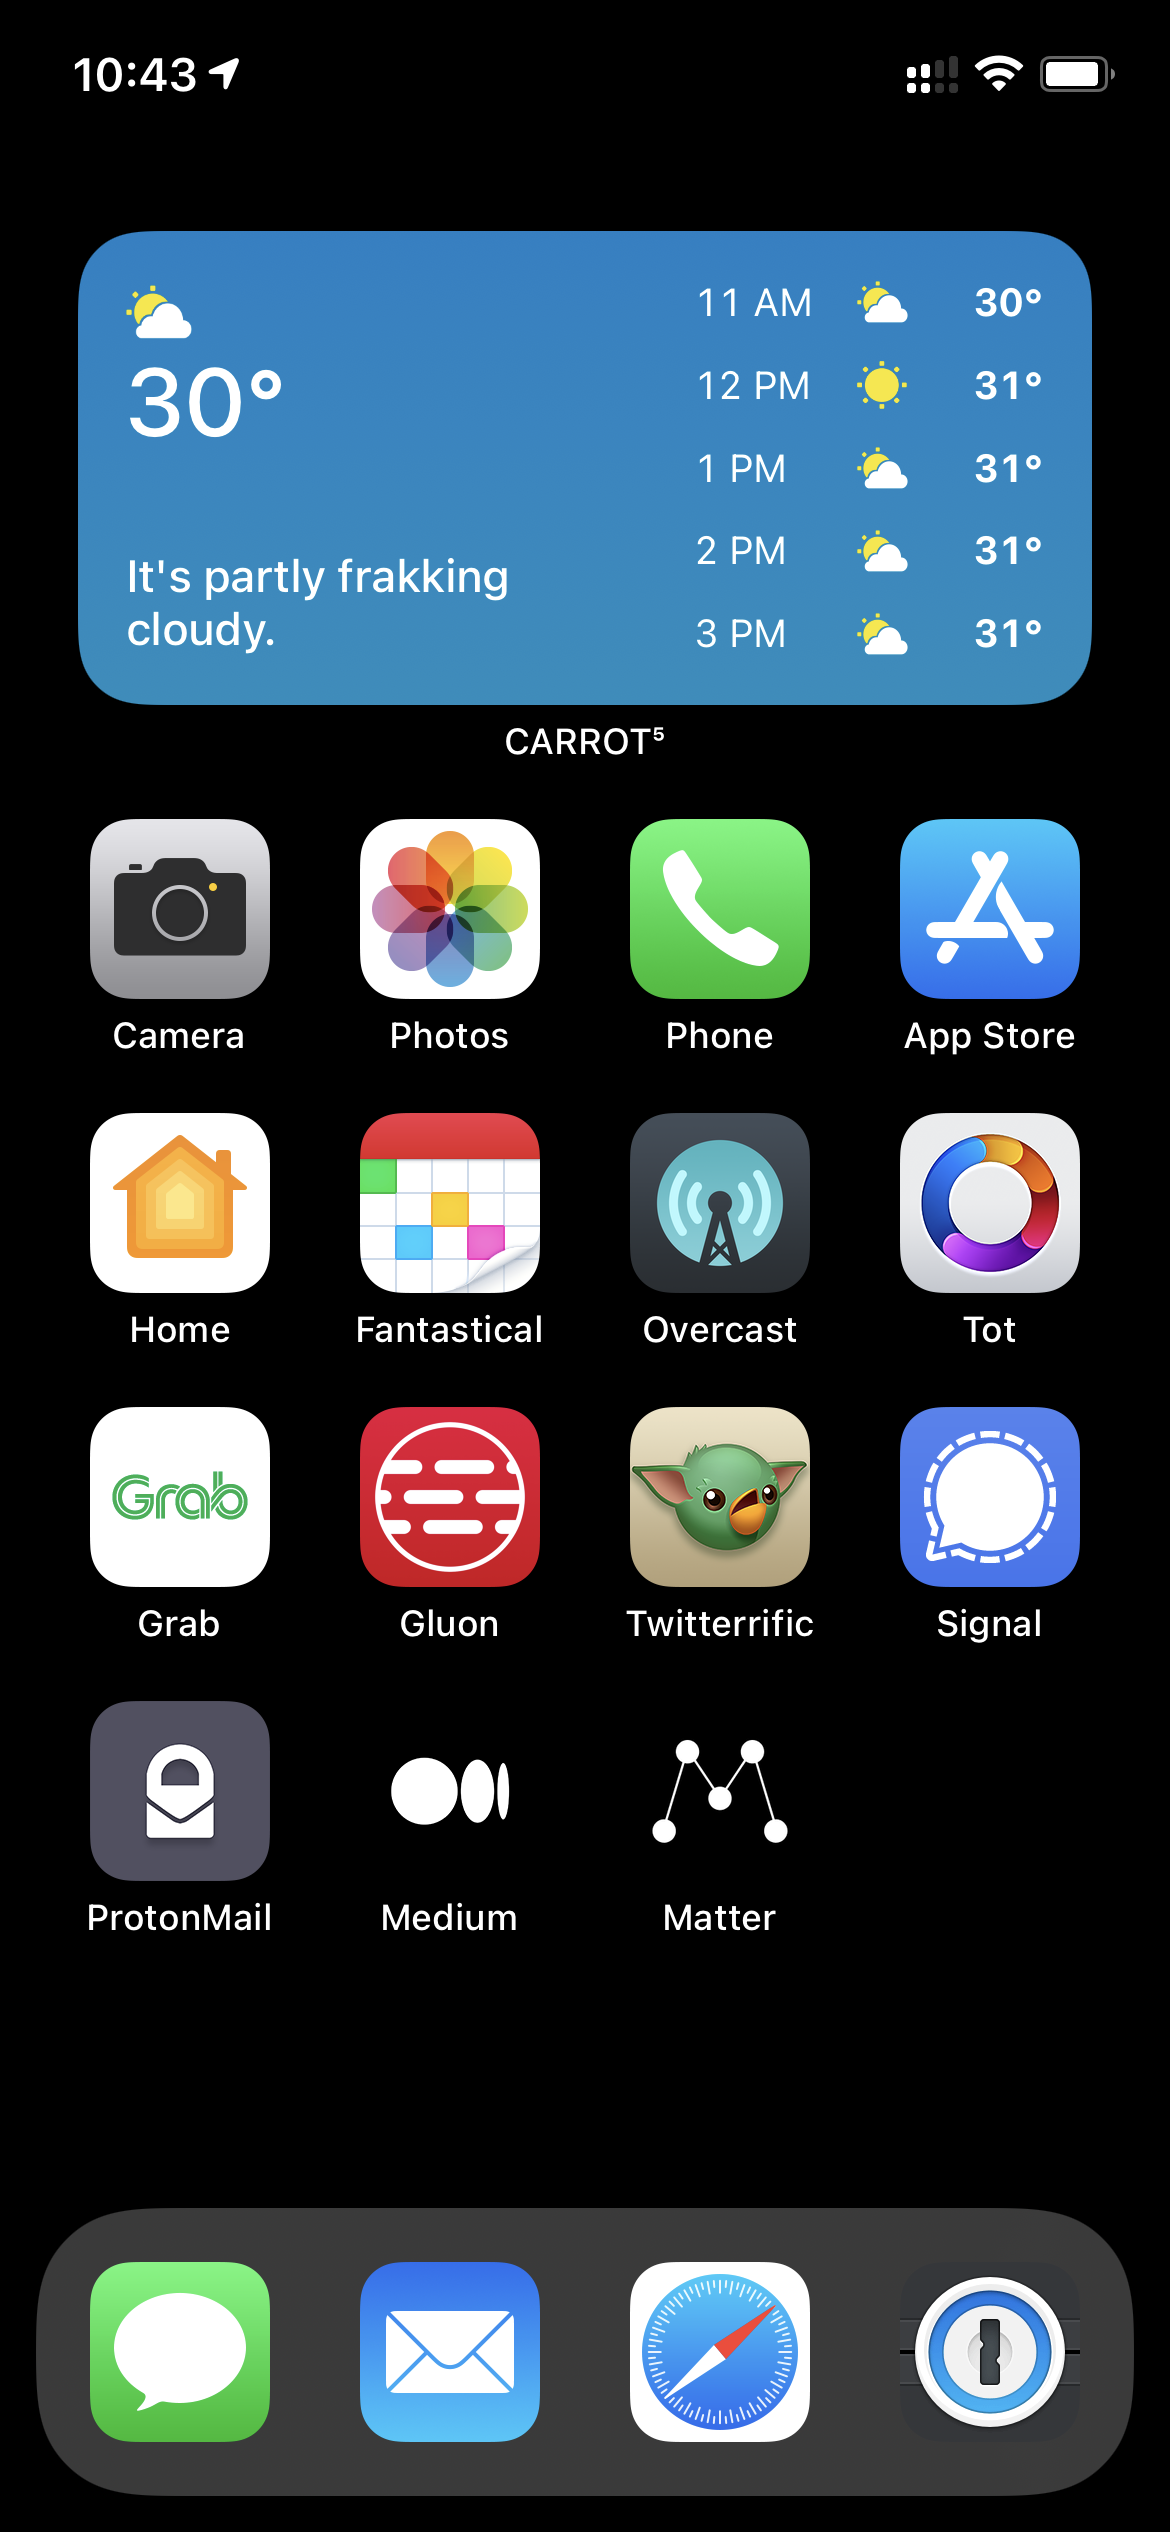 10:43
30°
It's partly frakking
cloudy.
11 AM 30°
12 PM 31°
1 PM 31°
2 PM 31°
3 PM 31°
CARROT⁵
Camera Photos Phone App Store
Home Fantastical Overcast Tot
Grab
Grab Gluon Twitterrific Signal
ProtonMail Medium Matter